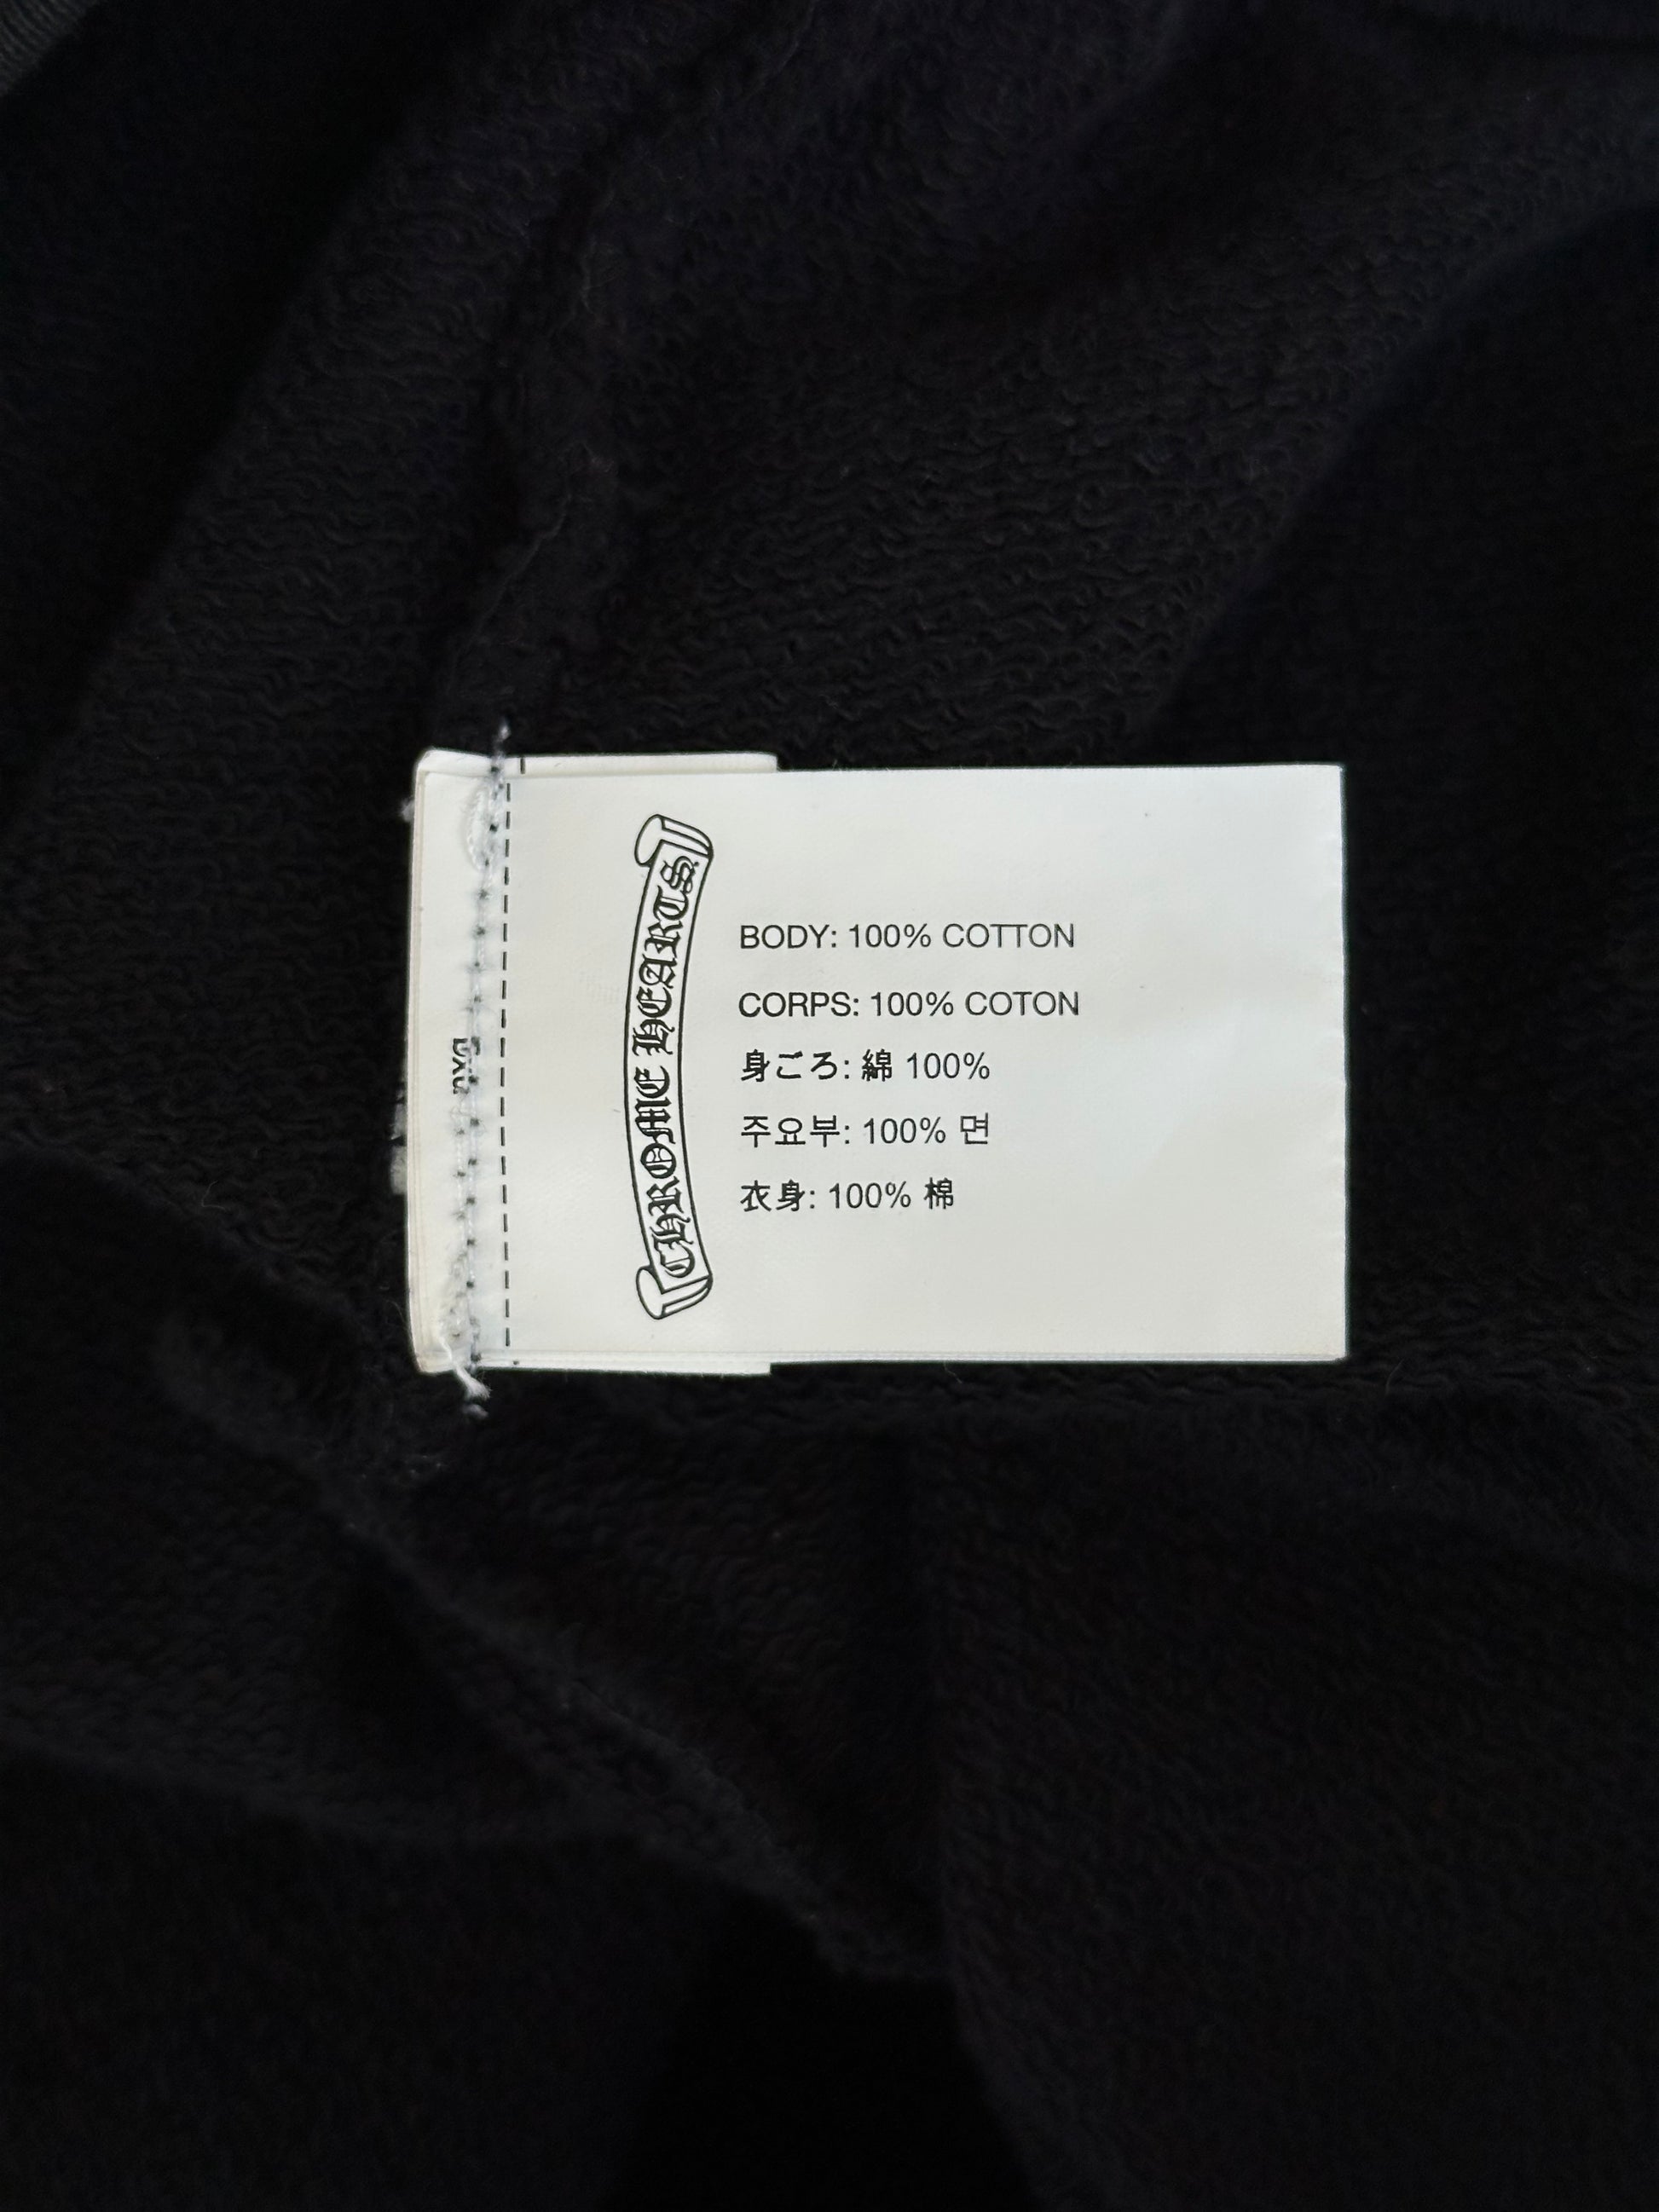 CHROME HEARTS
BODY: 100% COTTON
CORPS: 100% COTON
身ごろ: 綿 100%
주요부: 100% 면
衣身: 100% 棉